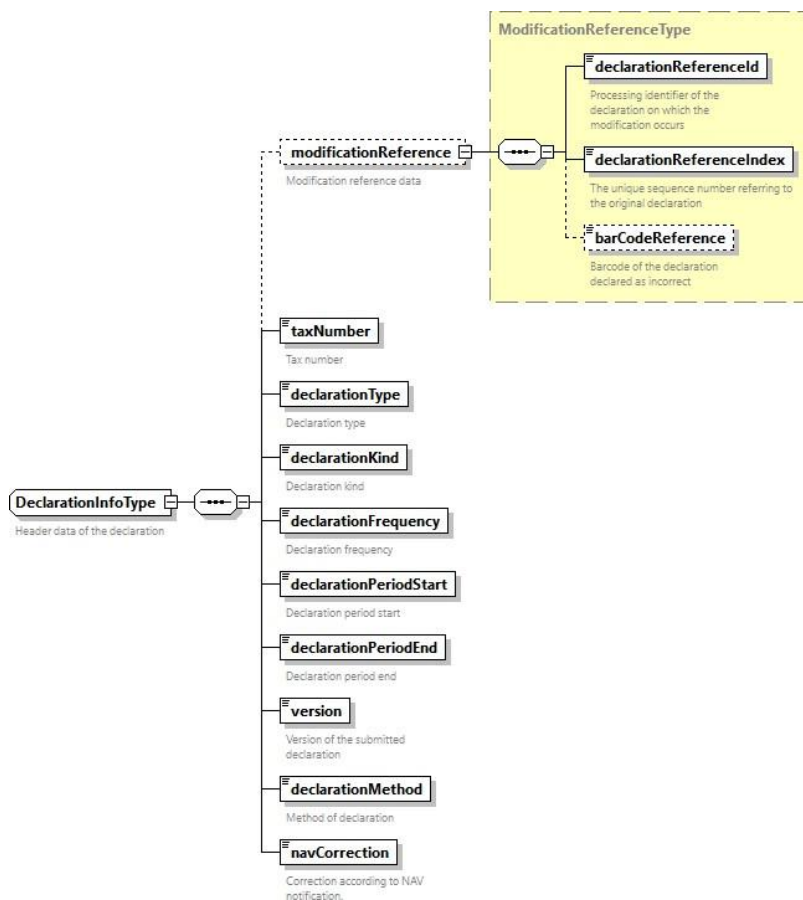 ModificationReferenceType
declarationReferenceId
Processing identifier of the
declaration on which the
modification occurs
modificationReference
Modification reference data
declarationReferenceIndex
The unique sequence number referring to
the original declaration
barCodeReference
Barcode of the declaration
declared as incorrect
taxNumber
Tax number
declarationType
Declaration type
declarationKind
Declaration kind
DeclarationInfoType
Header data of the declaration
declarationFrequency
Declaration frequency
declarationPeriodStart
Declaration period start
declarationPeriodEnd
Declaration period end
version
Version of the submitted
declaration
declarationMethod
Method of declaration
navCorrection
Correction according to NAV
notification.